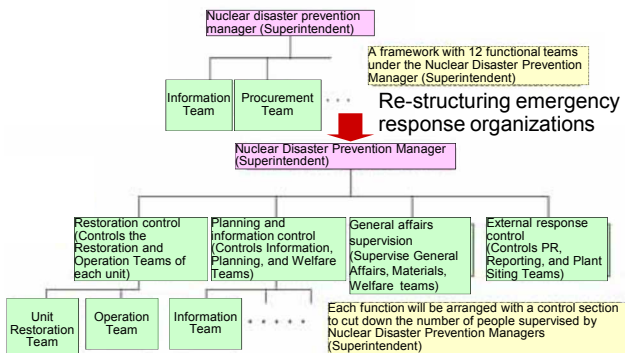 Nuclear disaster prevention
manager (Superintendent)
A framework with 12 functional teams
under the Nuclear Disaster Prevention
Manager (Superintendent)
Information
Team
Procurement
Team
...
Re-structuring emergency
response organizations
Nuclear Disaster Prevention Manager
(Superintendent)
Restoration control
(Controls the
Restoration and
Operation Teams of
each unit)
Planning and
information control
(Controls Information,
Planning, and Welfare
Teams)
General affairs
supervision
(Supervise General
Affairs, Materials,
Welfare teams)
External response
control
(Controls PR,
Reporting, and Plant
Siting Teams)
Unit
Restoration
Team
Operation
Team
Information
Team
.....
Each function will be arranged with a control section
to cut down the number of people supervised by
Nuclear Disaster Prevention Managers
(Superintendent)